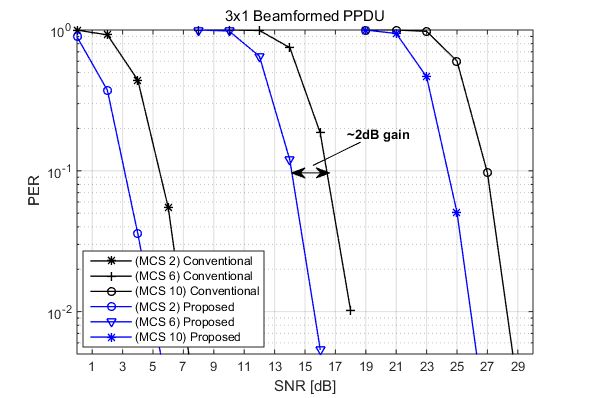 3x1 Beamformed PPDU
10^0
10^-1
10^-2
PER
~2dB gain
(MCS 2) Conventional
(MCS 6) Conventional
(MCS 10) Conventional
(MCS 2) Proposed
(MCS 6) Proposed
(MCS 10) Proposed
1 3 5 7 9 11 13 15 17 19 21 23 25 27 29
SNR [dB]